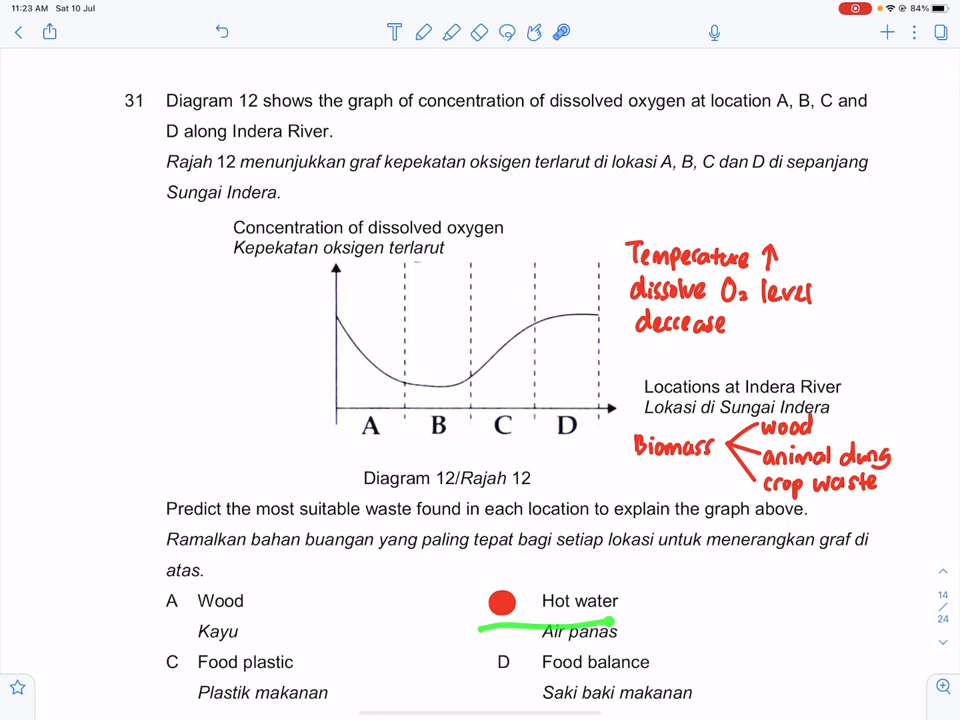 11:23 AM Sat 10 Jul
84%
31 Diagram 12 shows the graph of concentration of dissolved oxygen at location A, B, C and
D along Indera River.
Rajah 12 menunjukkan graf kepekatan oksigen terlarut di lokasi A, B, C dan D di sepanjang
Sungai Indera.
Concentration of dissolved oxygen
Kepekatan oksigen terlarut
Temperature ↑
dissolve O₂ level
decrease
Locations at Indera River
Lokasi di Sungai Indera
A B C D
Biomass
wood
animal dung
crop waste
Diagram 12/Rajah 12
Predict the most suitable waste found in each location to explain the graph above.
Ramalkan bahan buangan yang paling tepat bagi setiap lokasi untuk menerangkan graf di
atas.
A Wood
Kayu
Hot water
Air panas
C Food plastic
Plastik makanan
D Food balance
Saki baki makanan
14
/
24